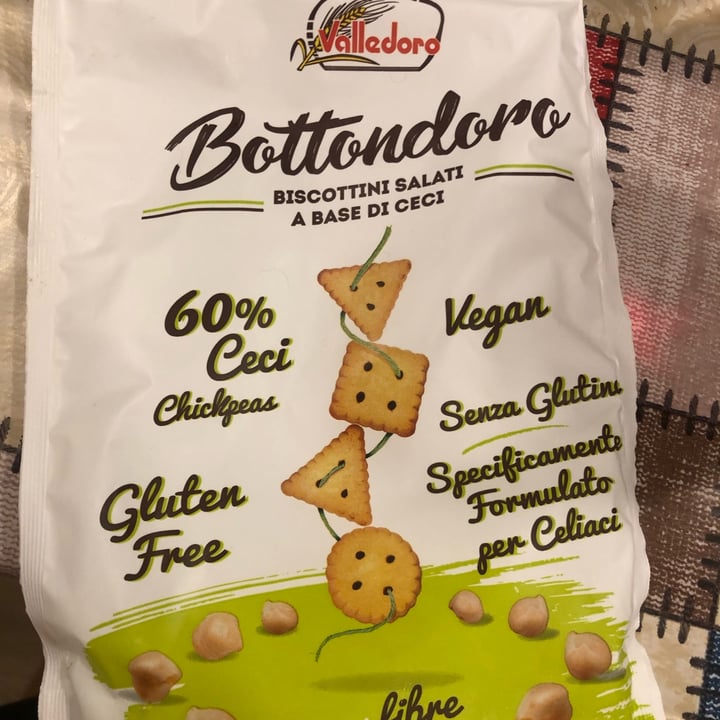 Valledoro
Bottondoro
BISCOTTINI SALATI
A BASE DI CECI
60%
Ceci
Chickpeas
Vegan
Senza Glutine
Specificamente
Formulato
per Celiaci
Gluten
Free
fibre